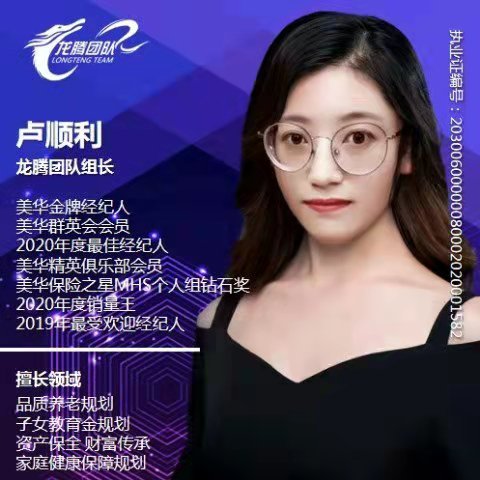 龙腾团队
LONGTENG TEAM
卢顺利
龙腾团队组长
美华金牌经纪人
美华群英会会员
2020年度最佳经纪人
美华精英俱乐部会员
美华保险之星MHS个人组钻石奖
2020年度销量王
2019年最受欢迎经纪人
擅长领域
品质养老规划
子女教育金规划
资产保全 财富传承
家庭健康保障规划
执业证编号：20300600000080002020001582